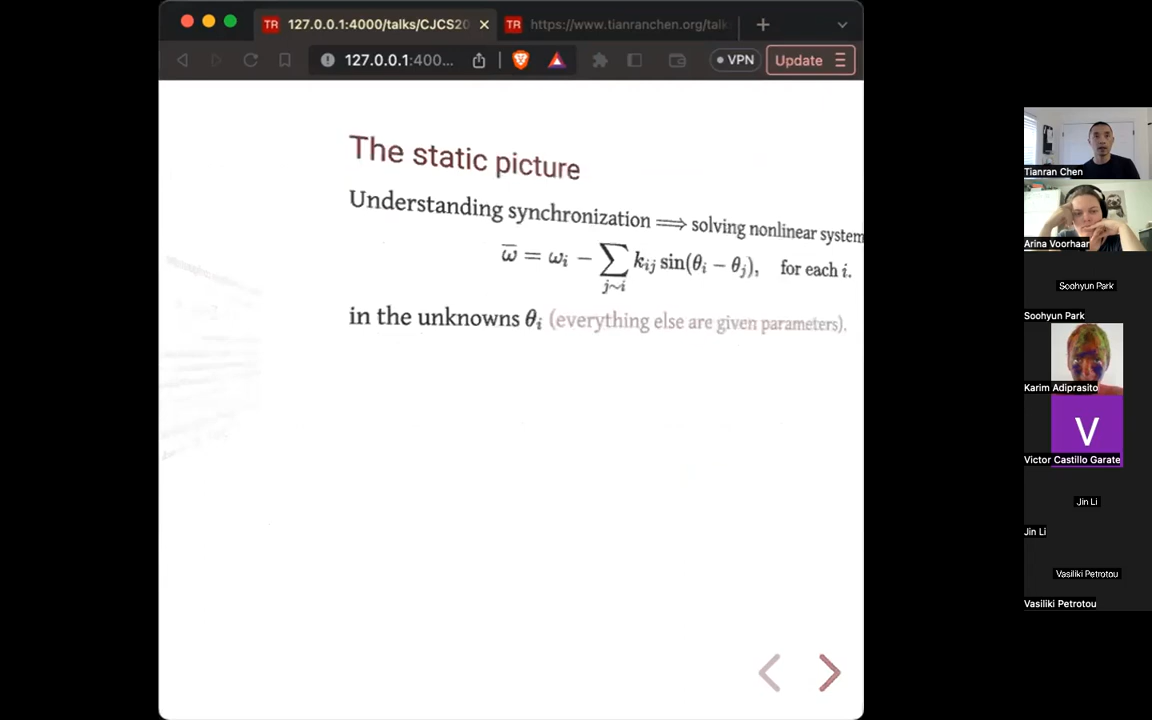 127.0.0.1:4000/talks/CJCS20
https://www.tianranchen.org/talk
127.0.0.1:400...
VPN
Update
The static picture
Understanding synchronization ⟹ solving nonlinear system
ω̄ = ωᵢ − ∑_{j∼i} kᵢⱼ sin(θᵢ − θⱼ), for each i.
in the unknowns θᵢ (everything else are given parameters).
Tianran Chen
Arina Voorhaar
Soohyun Park
Soohyun Park
Karim Adiprasito
V
Victor Castillo Garate
Jin Li
Jin Li
Vasiliki Petrotou
Vasiliki Petrotou